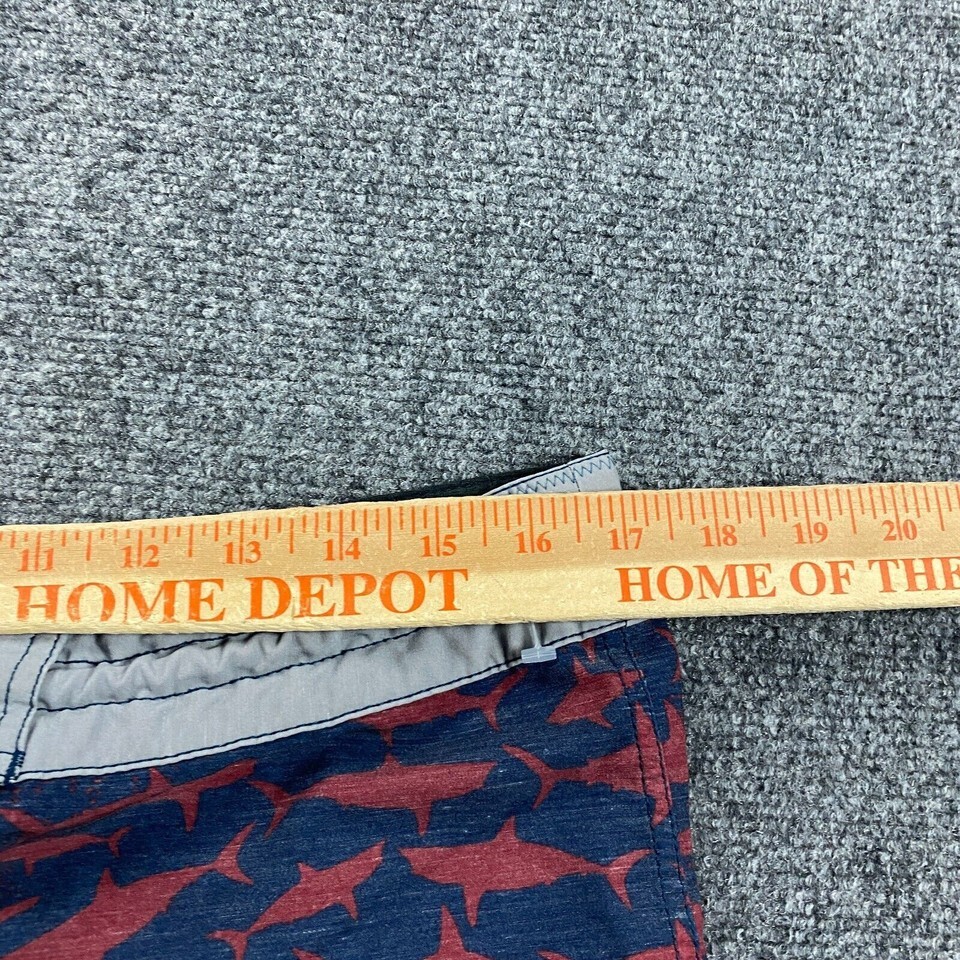 11 12 13 14 15 16 17 18 19 20
HOME DEPOT HOME OF THE